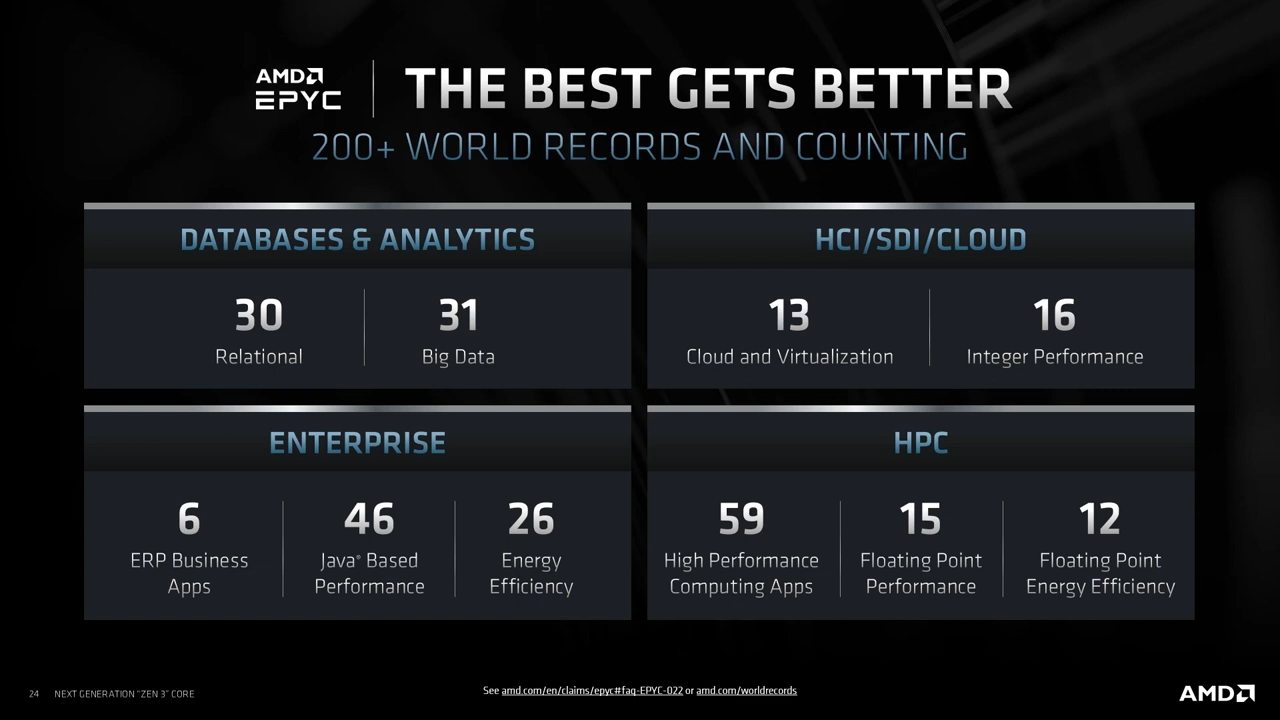 AMD
EPYC
THE BEST GETS BETTER
200+ WORLD RECORDS AND COUNTING
DATABASES & ANALYTICS
30
Relational
31
Big Data
HCI/SDI/CLOUD
13
Cloud and Virtualization
16
Integer Performance
ENTERPRISE
6
ERP Business
Apps
46
Java® Based
Performance
26
Energy
Efficiency
HPC
59
High Performance
Computing Apps
15
Floating Point
Performance
12
Floating Point
Energy Efficiency
24 NEXT GENERATION "ZEN 3" CORE
See amd.com/en/claims/epyc#faq-EPYC-022 or amd.com/worldrecords
AMD